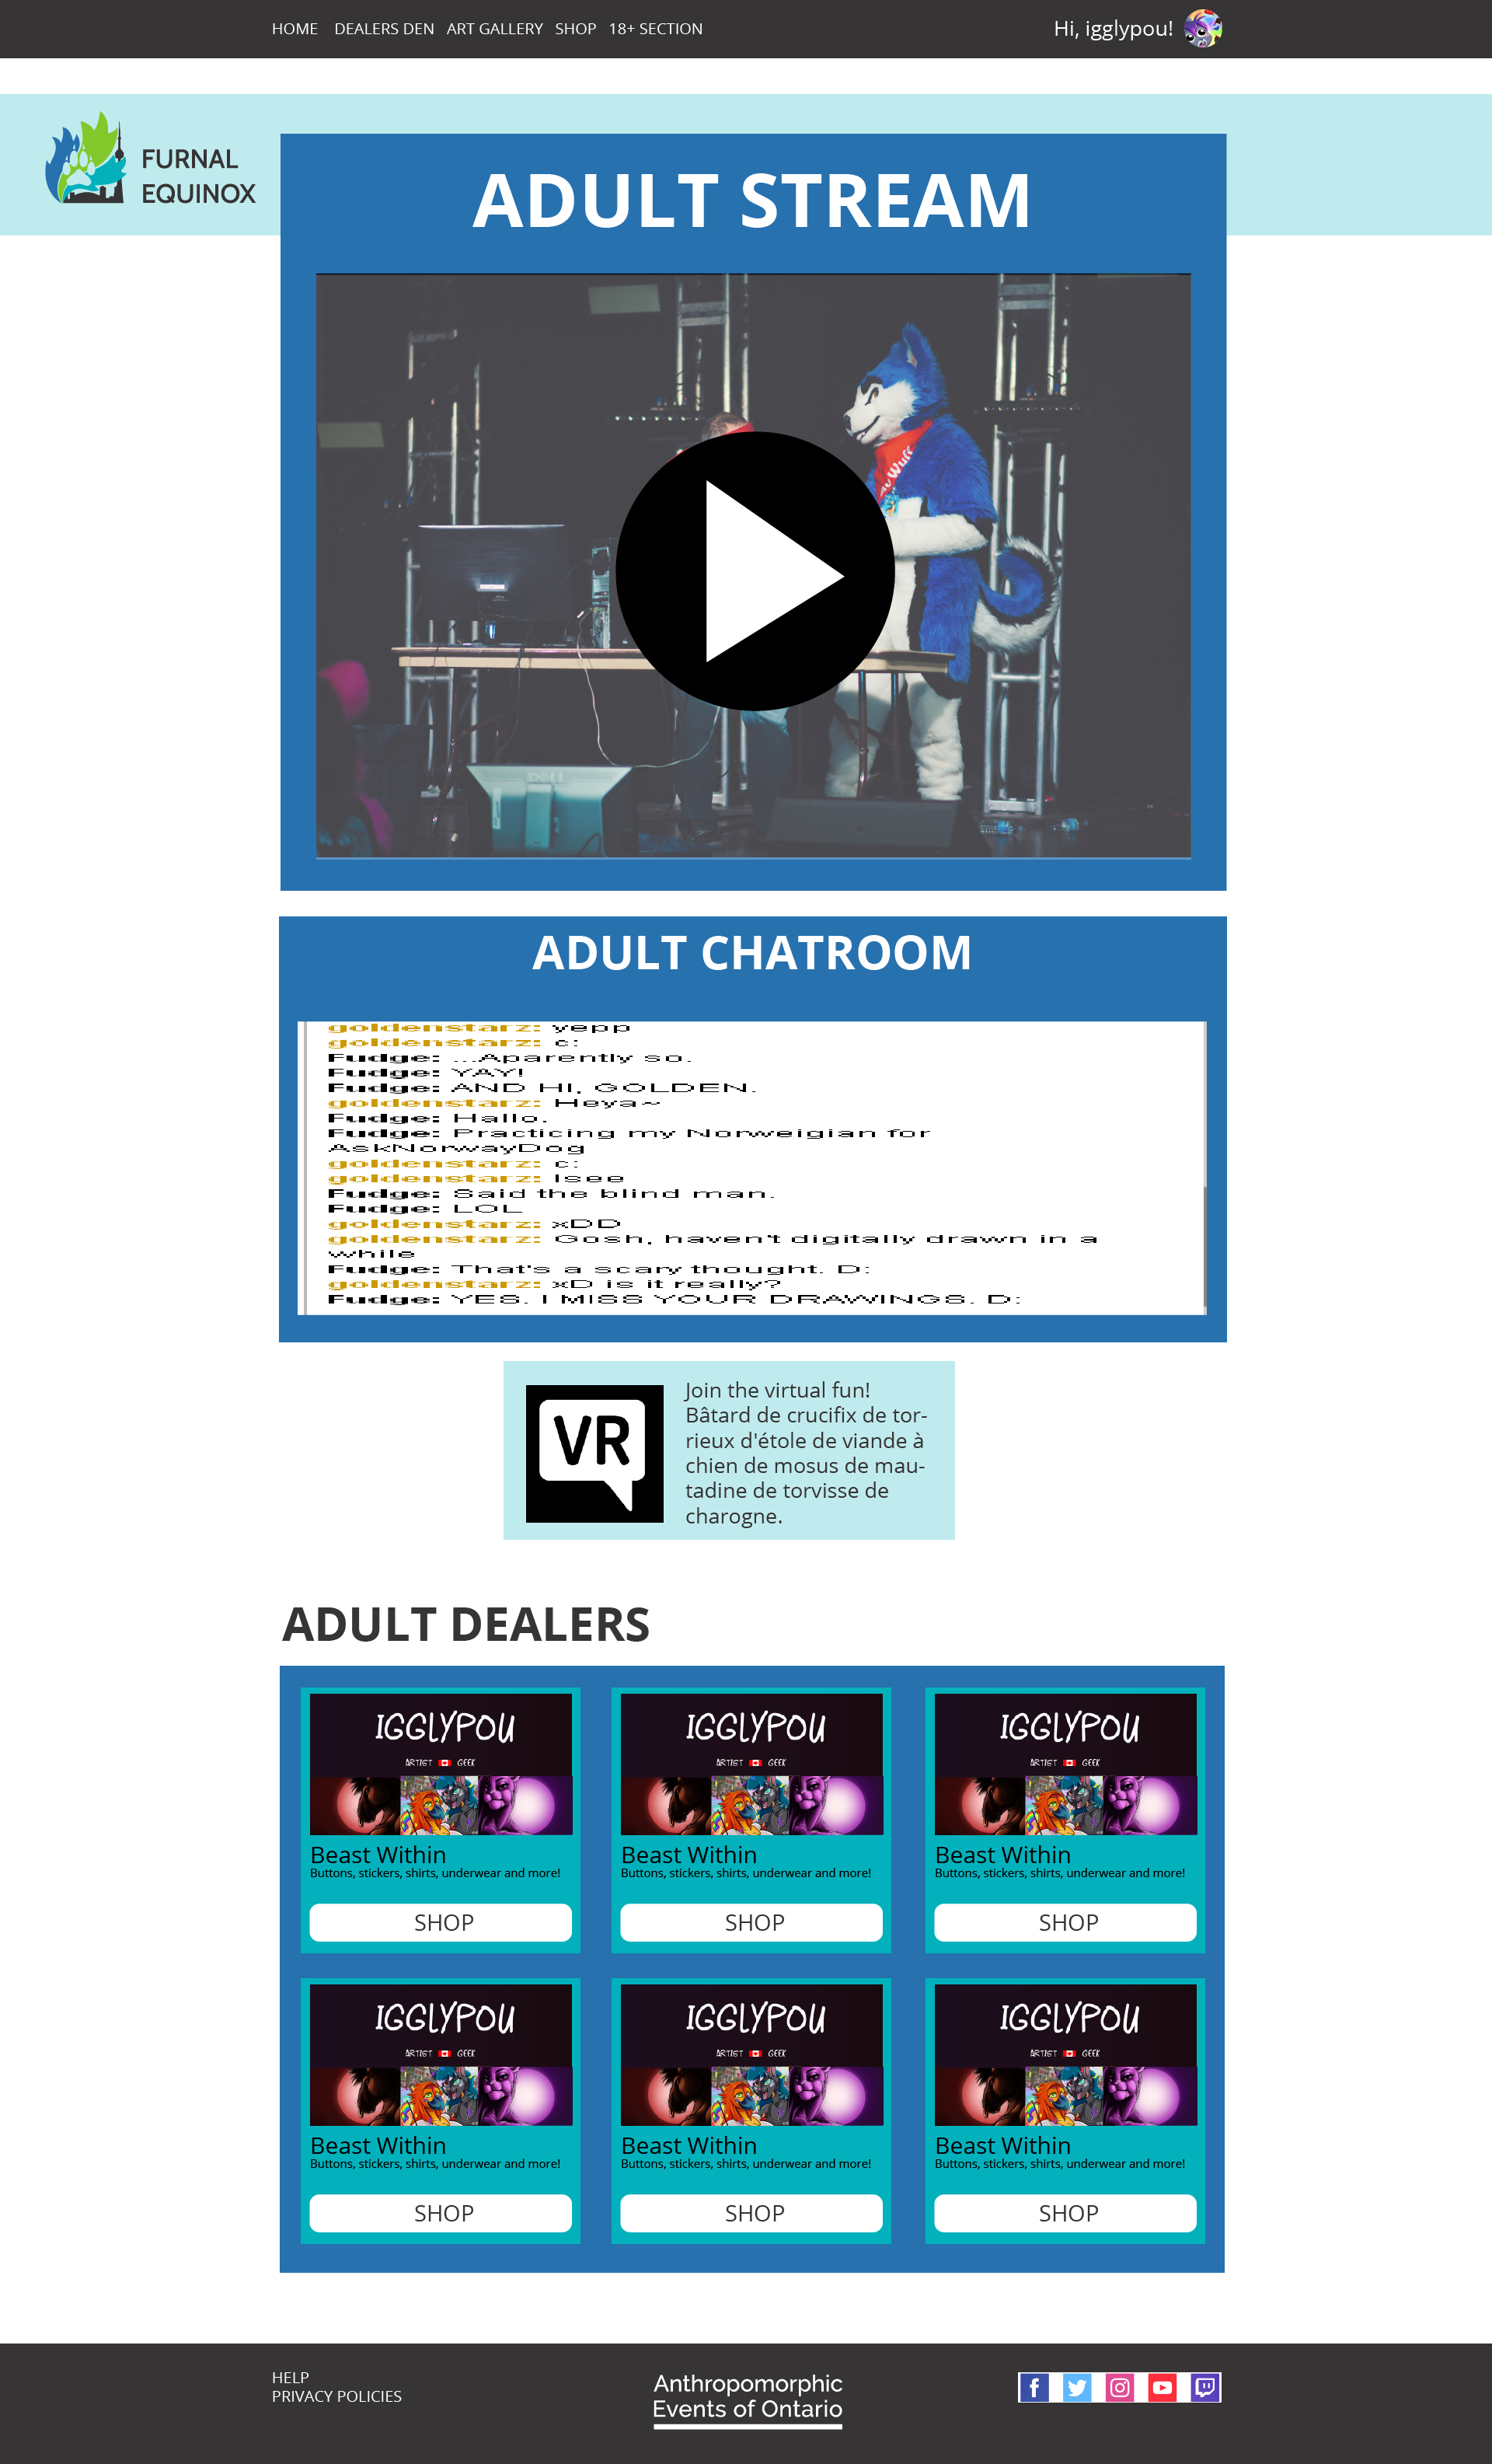 HOME DEALERS DEN ART GALLERY SHOP 18+ SECTION
Hi, igglypou!
FURNAL
EQUINOX
ADULT STREAM
DELL
ADULT CHATROOM
goldenstarz: yepp
goldenstarz: c:
Fudge: ...Aparently so.
Fudge: YAY!
Fudge: AND HI, GOLDEN.
goldenstarz: Heya~
Fudge: Hallo.
Fudge: Practicing my Norweigian for
AskNorwayDog
goldenstarz: c:
goldenstarz: Isee
Fudge: Said the blind man.
Fudge: LOL
goldenstarz: xDD
goldenstarz: Gosh, haven't digitally drawn in a
while
Fudge: That's a scary thought. D:
goldenstarz: xD is it really?
Fudge: YES. I MISS YOUR DRAWINGS. D:
VR
Join the virtual fun!
Bâtard de crucifix de tor-
rieux d'étole de viande à
chien de mosus de mau-
tadine de torvisse de
charogne.
ADULT DEALERS
IGGLYPOU
ARTIST GEEK
Beast Within
Buttons, stickers, shirts, underwear and more!
SHOP
IGGLYPOU
ARTIST GEEK
Beast Within
Buttons, stickers, shirts, underwear and more!
SHOP
IGGLYPOU
ARTIST GEEK
Beast Within
Buttons, stickers, shirts, underwear and more!
SHOP
IGGLYPOU
ARTIST GEEK
Beast Within
Buttons, stickers, shirts, underwear and more!
SHOP
IGGLYPOU
ARTIST GEEK
Beast Within
Buttons, stickers, shirts, underwear and more!
SHOP
IGGLYPOU
ARTIST GEEK
Beast Within
Buttons, stickers, shirts, underwear and more!
SHOP
HELP
PRIVACY POLICIES
Anthropomorphic
Events of Ontario